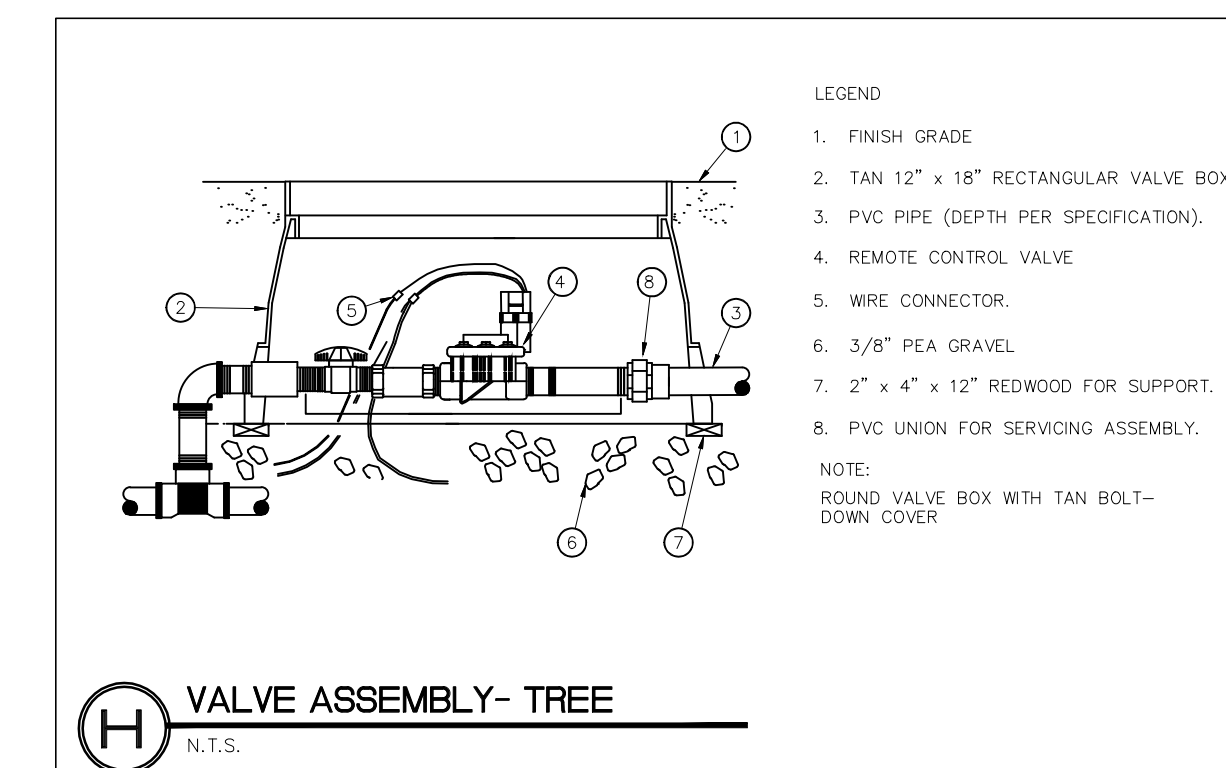 LEGEND
1. FINISH GRADE
2. TAN 12" x 18" RECTANGULAR VALVE BOX
3. PVC PIPE (DEPTH PER SPECIFICATION).
4. REMOTE CONTROL VALVE
5. WIRE CONNECTOR.
6. 3/8" PEA GRAVEL
7. 2" x 4" x 12" REDWOOD FOR SUPPORT.
8. PVC UNION FOR SERVICING ASSEMBLY.
NOTE:
ROUND VALVE BOX WITH TAN BOLT-
DOWN COVER
1
2
5
4
8
3
6
7
H
VALVE ASSEMBLY- TREE
N.T.S.